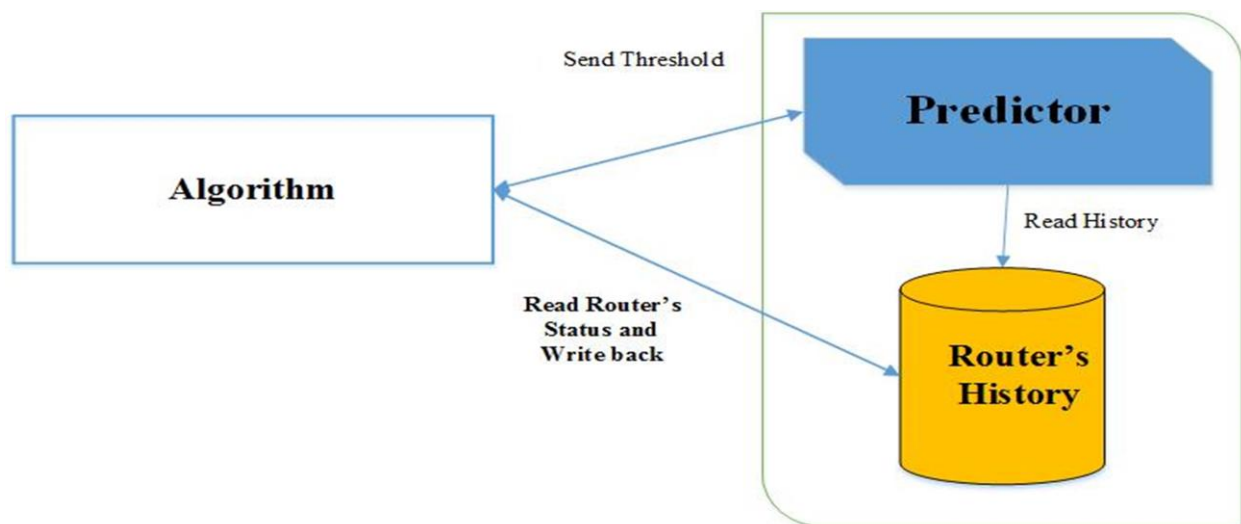 Send Threshold
Predictor
Algorithm
Read History
Read Router’s
Status and
Write back
Router’s
History